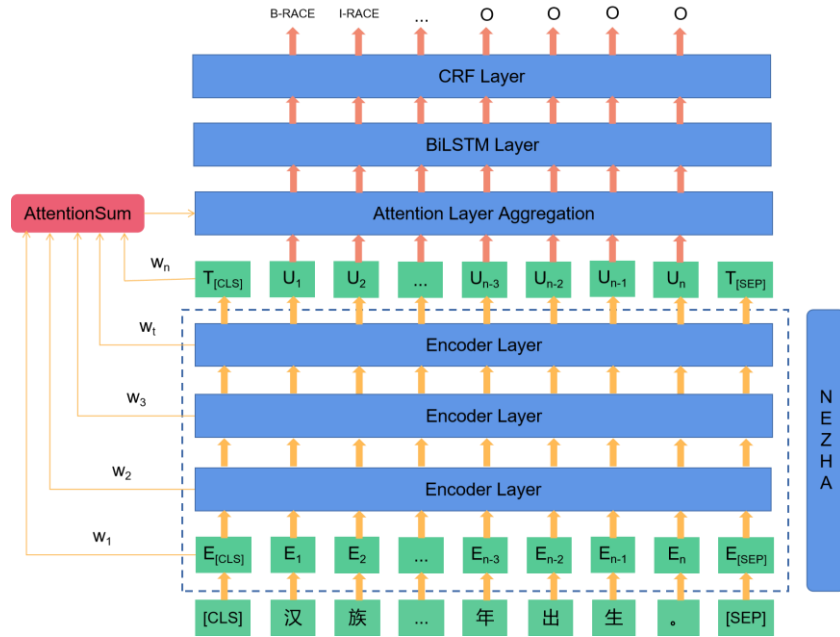 B-RACE I-RACE ... O O O O
CRF Layer
BiLSTM Layer
AttentionSum
Attention Layer Aggregation
wn
T[CLS] U1 U2 ... Un-3 Un-2 Un-1 Un T[SEP]
wt
Encoder Layer
w3
Encoder Layer
w2
Encoder Layer
w1
E[CLS] E1 E2 ... En-3 En-2 En-1 En E[SEP]
[CLS] 汉 族 ... 年 出 生 。 [SEP]
N
E
Z
H
A